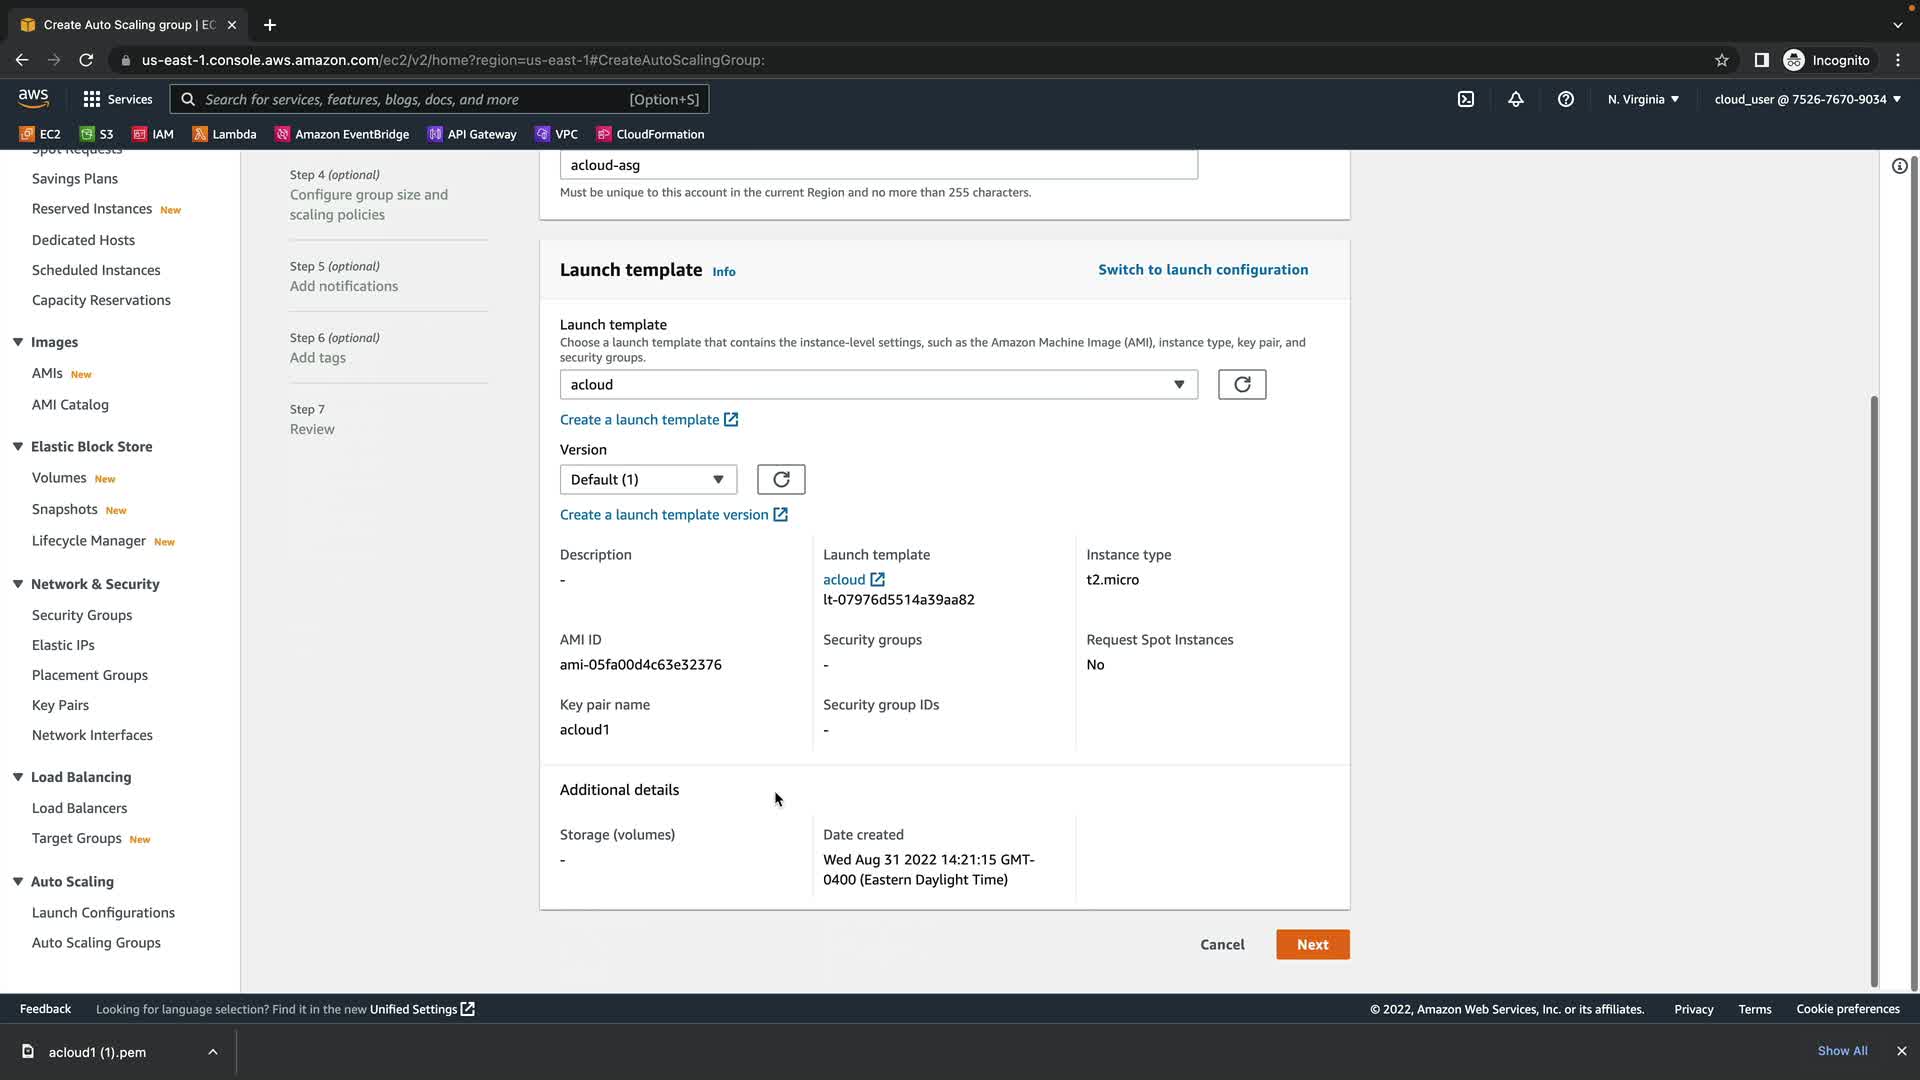 Create Auto Scaling group | EC
us-east-1.console.aws.amazon.com/ec2/v2/home?region=us-east-1#CreateAutoScalingGroup:
Incognito
aws
Services
Search for services, features, blogs, docs, and more
[Option+S]
N. Virginia
cloud_user @ 7526-7670-9034
EC2
S3
IAM
Lambda
Amazon EventBridge
API Gateway
VPC
CloudFormation
Spot Requests
Savings Plans
Reserved Instances New
Dedicated Hosts
Scheduled Instances
Capacity Reservations
Images
AMIs New
AMI Catalog
Elastic Block Store
Volumes New
Snapshots New
Lifecycle Manager New
Network & Security
Security Groups
Elastic IPs
Placement Groups
Key Pairs
Network Interfaces
Load Balancing
Load Balancers
Target Groups New
Auto Scaling
Launch Configurations
Auto Scaling Groups
Step 4 (optional)
Configure group size and
scaling policies
Step 5 (optional)
Add notifications
Step 6 (optional)
Add tags
Step 7
Review
acloud-asg
Must be unique to this account in the current Region and no more than 255 characters.
Launch template Info
Switch to launch configuration
Launch template
Choose a launch template that contains the instance-level settings, such as the Amazon Machine Image (AMI), instance type, key pair, and
security groups.
acloud
Create a launch template
Version
Default (1)
Create a launch template version
Description
-
Launch template
acloud
lt-07976d5514a39aa82
Instance type
t2.micro
AMI ID
ami-05fa00d4c63e32376
Security groups
-
Request Spot Instances
No
Key pair name
acloud1
Security group IDs
-
Additional details
Storage (volumes)
-
Date created
Wed Aug 31 2022 14:21:15 GMT-
0400 (Eastern Daylight Time)
Cancel
Next
Feedback
Looking for language selection? Find it in the new Unified Settings
© 2022, Amazon Web Services, Inc. or its affiliates.
Privacy
Terms
Cookie preferences
acloud1 (1).pem
Show All